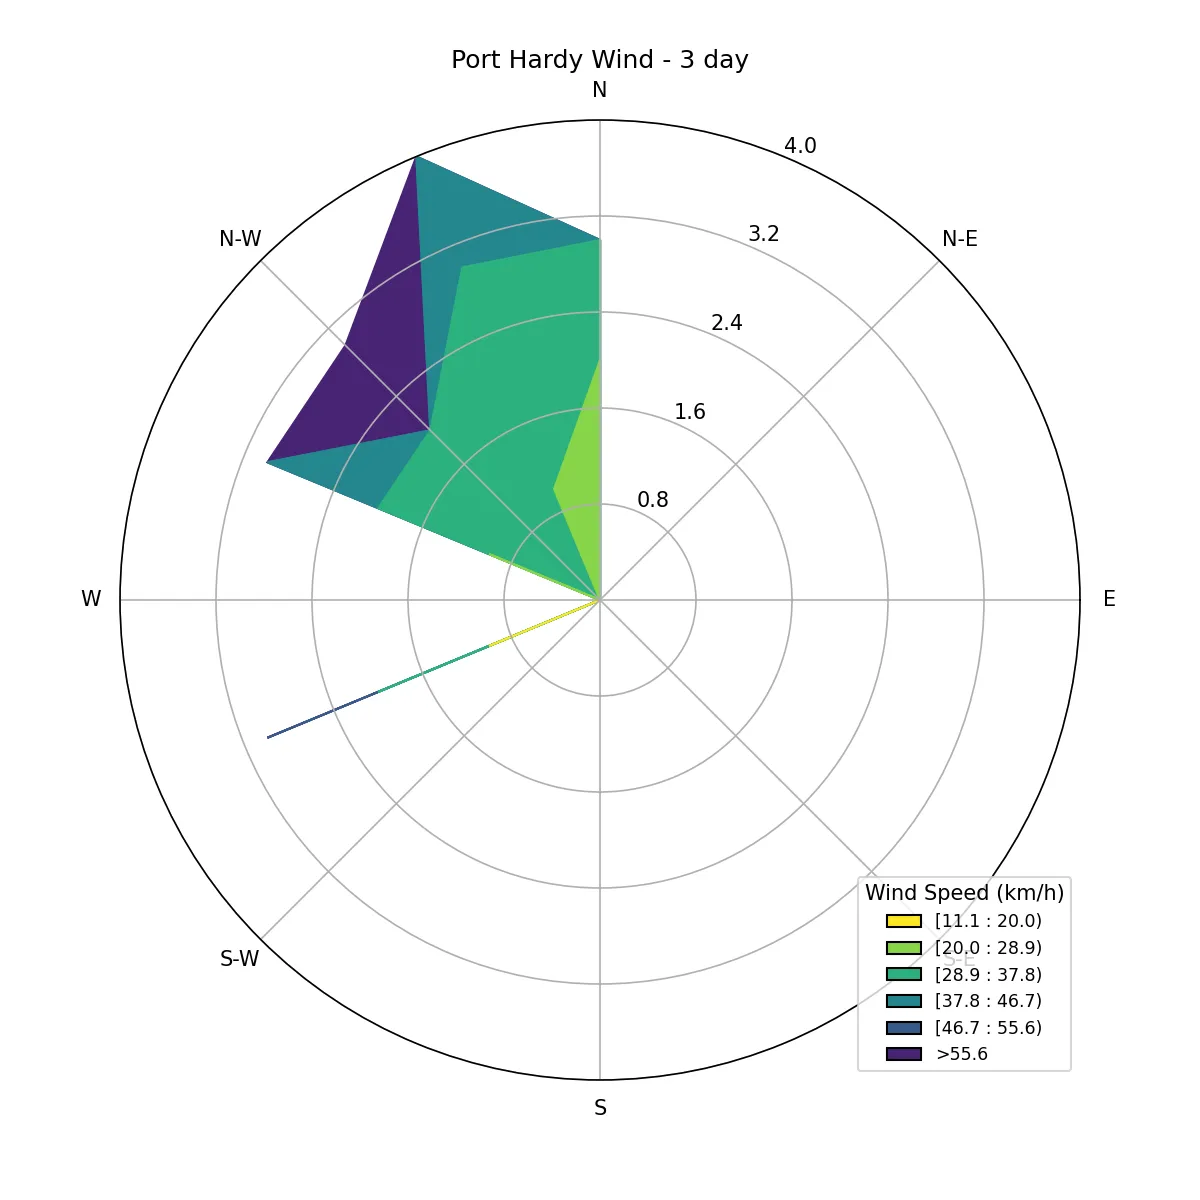 Port Hardy Wind - 3 day
N
4.0
N-W
3.2
N-E
2.4
1.6
0.8
W
E
S-W
S-E
Wind Speed (km/h)
[11.1 : 20.0)
[20.0 : 28.9)
[28.9 : 37.8)
[37.8 : 46.7)
[46.7 : 55.6)
>55.6
S